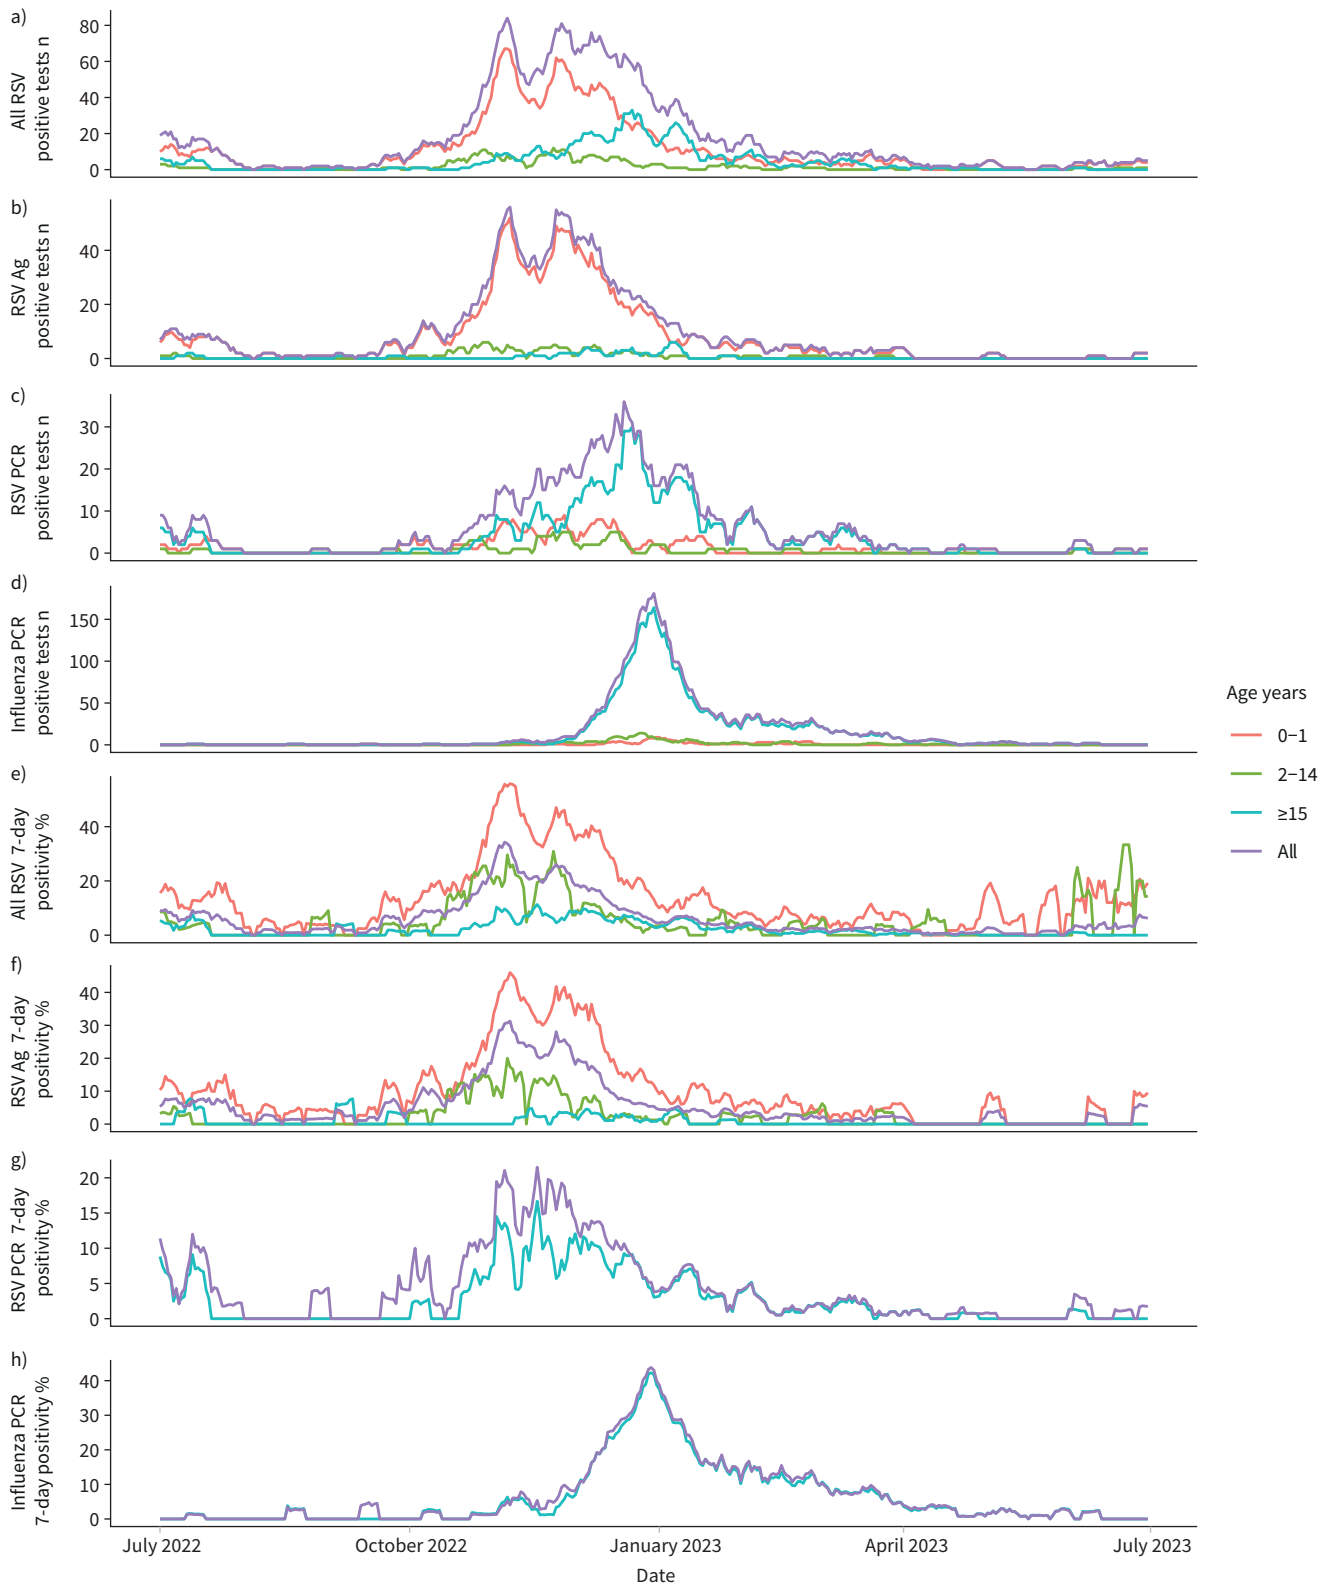 a)
All RSV
positive tests n
80
60
40
20
0
b)
RSV Ag
positive tests n
40
20
0
c)
RSV PCR
positive tests n
30
20
10
0
d)
Influenza PCR
positive tests n
150
100
50
0
e)
All RSV 7-day
positivity %
40
20
0
f)
RSV Ag 7-day
positivity %
40
30
20
10
0
g)
RSV PCR 7-day
positivity %
20
15
10
5
0
h)
Influenza PCR
7-day positivity %
40
30
20
10
0
July 2022
October 2022
January 2023
April 2023
July 2023
Date
Age years
0–1
2–14
≥15
All